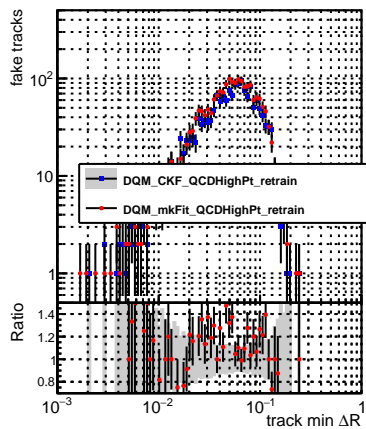 fake tracks
10²
10
1
DQM_CKF_QCDHighPt_retrain
DQM_mkFit_QCDHighPt_retrain
Ratio
1.4
1.2
1
0.8
10⁻³ 10⁻² 10⁻¹ 1
track min ΔR